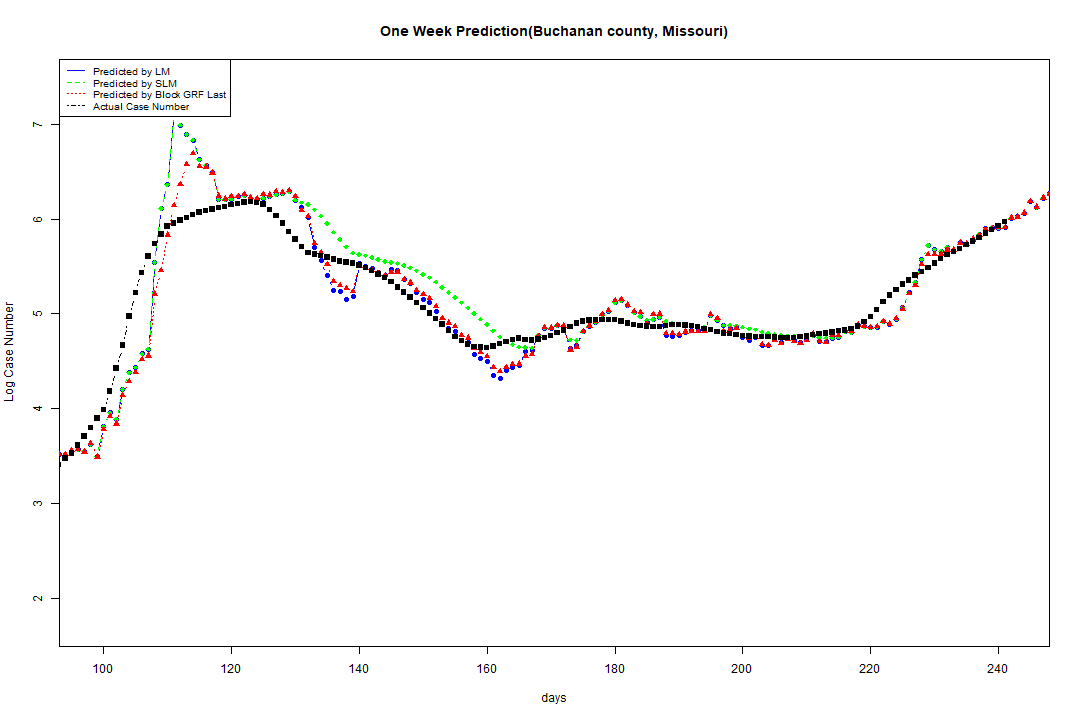 One Week Prediction(Buchanan county, Missouri)
Predicted by LM
Predicted by SLM
Predicted by Block GRF Last
Actual Case Number
7
6
5
4
3
2
Log Case Number
100 120 140 160 180 200 220 240
days